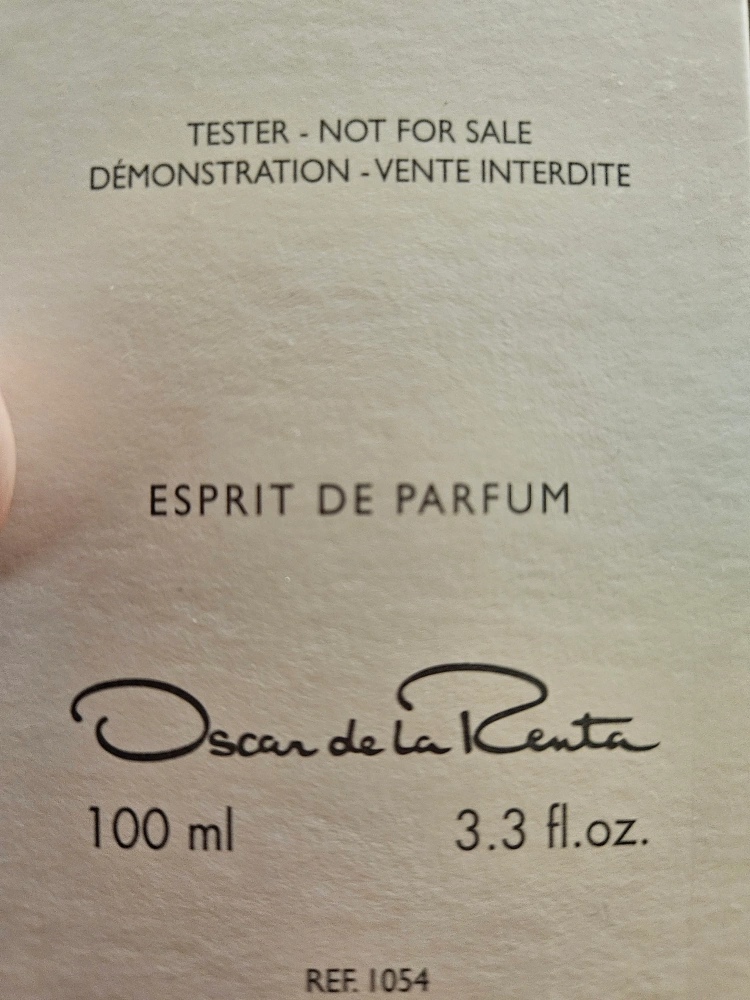 TESTER - NOT FOR SALE
DÉMONSTRATION - VENTE INTERDITE
ESPRIT DE PARFUM
Oscar de la Renta
100 ml 3.3 fl.oz.
REF. 1054